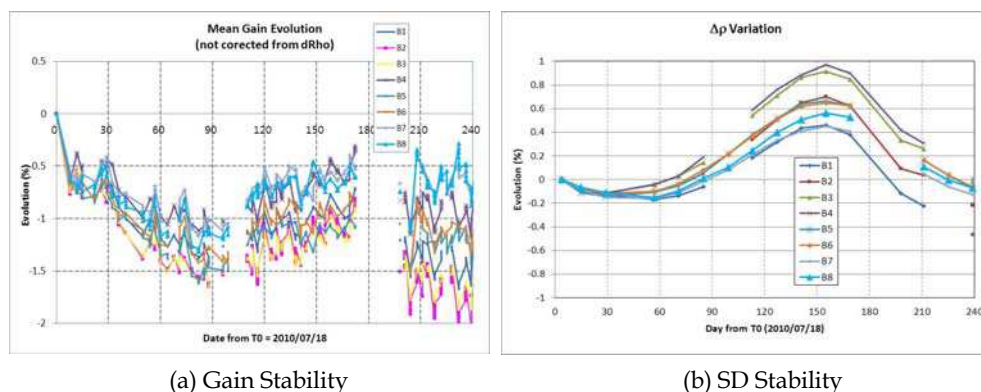 Mean Gain Evolution
(not corected from dRho)
B1
B2
B3
B4
B5
B6
B7
B8
0.5
0
-0.5
-1
-1.5
-2
Evolution (%)
0 30 60 90 120 150 180 210 240
Date from T0 = 2010/07/18
(a) Gain Stability
Δρ Variation
1
0.8
0.6
0.4
0.2
0
-0.2
-0.4
-0.6
-0.8
-1
Evolution (%)
B1
B2
B3
B4
B5
B6
B7
B8
0 30 60 90 120 150 180 210 240
Day from T0 (2010/07/18)
(b) SD Stability